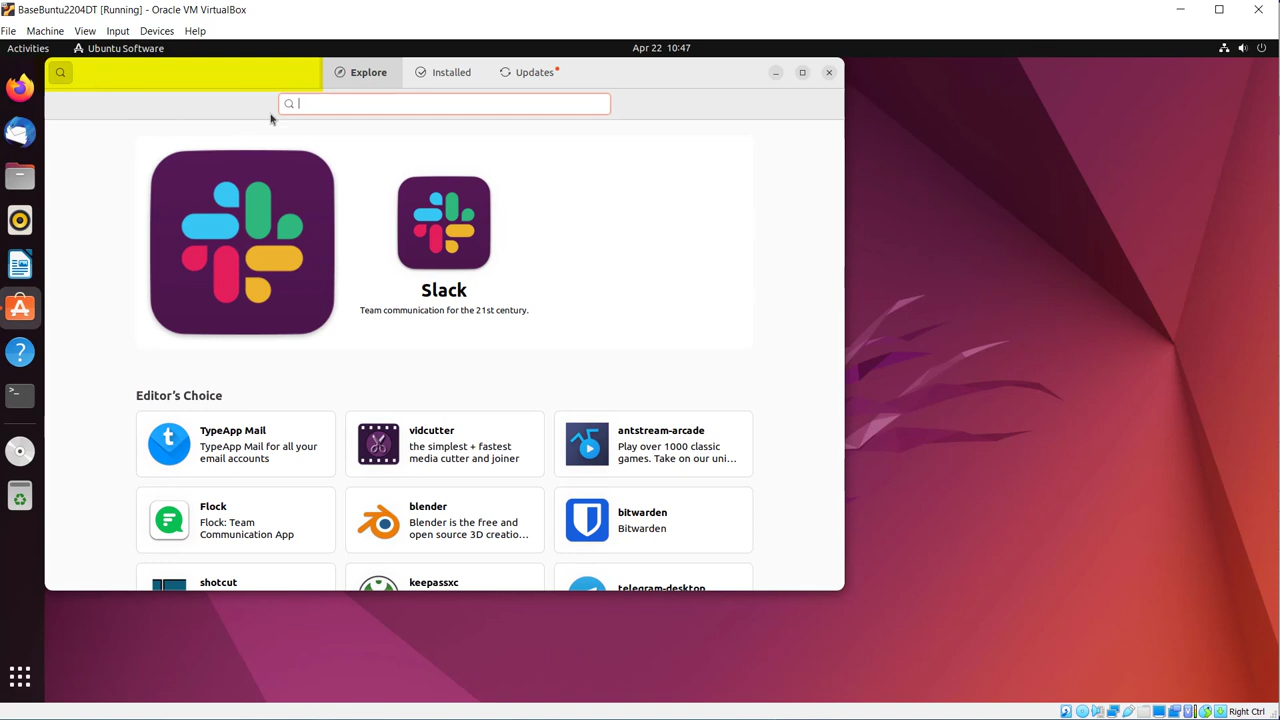 BaseBuntu2204DT [Running] - Oracle VM VirtualBox
File Machine View Input Devices Help
Activities Ubuntu Software Apr 22 10:47
Explore Installed Updates
Slack
Team communication for the 21st century.
Editor's Choice
TypeApp Mail
TypeApp Mail for all your
email accounts
vidcutter
the simplest + fastest
media cutter and joiner
antstream-arcade
Play over 1000 classic
games. Take on our uni...
Flock
Flock: Team
Communication App
blender
Blender is the free and
open source 3D creatio...
bitwarden
Bitwarden
shotcut
keepassxc
telegram-desktop
Right Ctrl